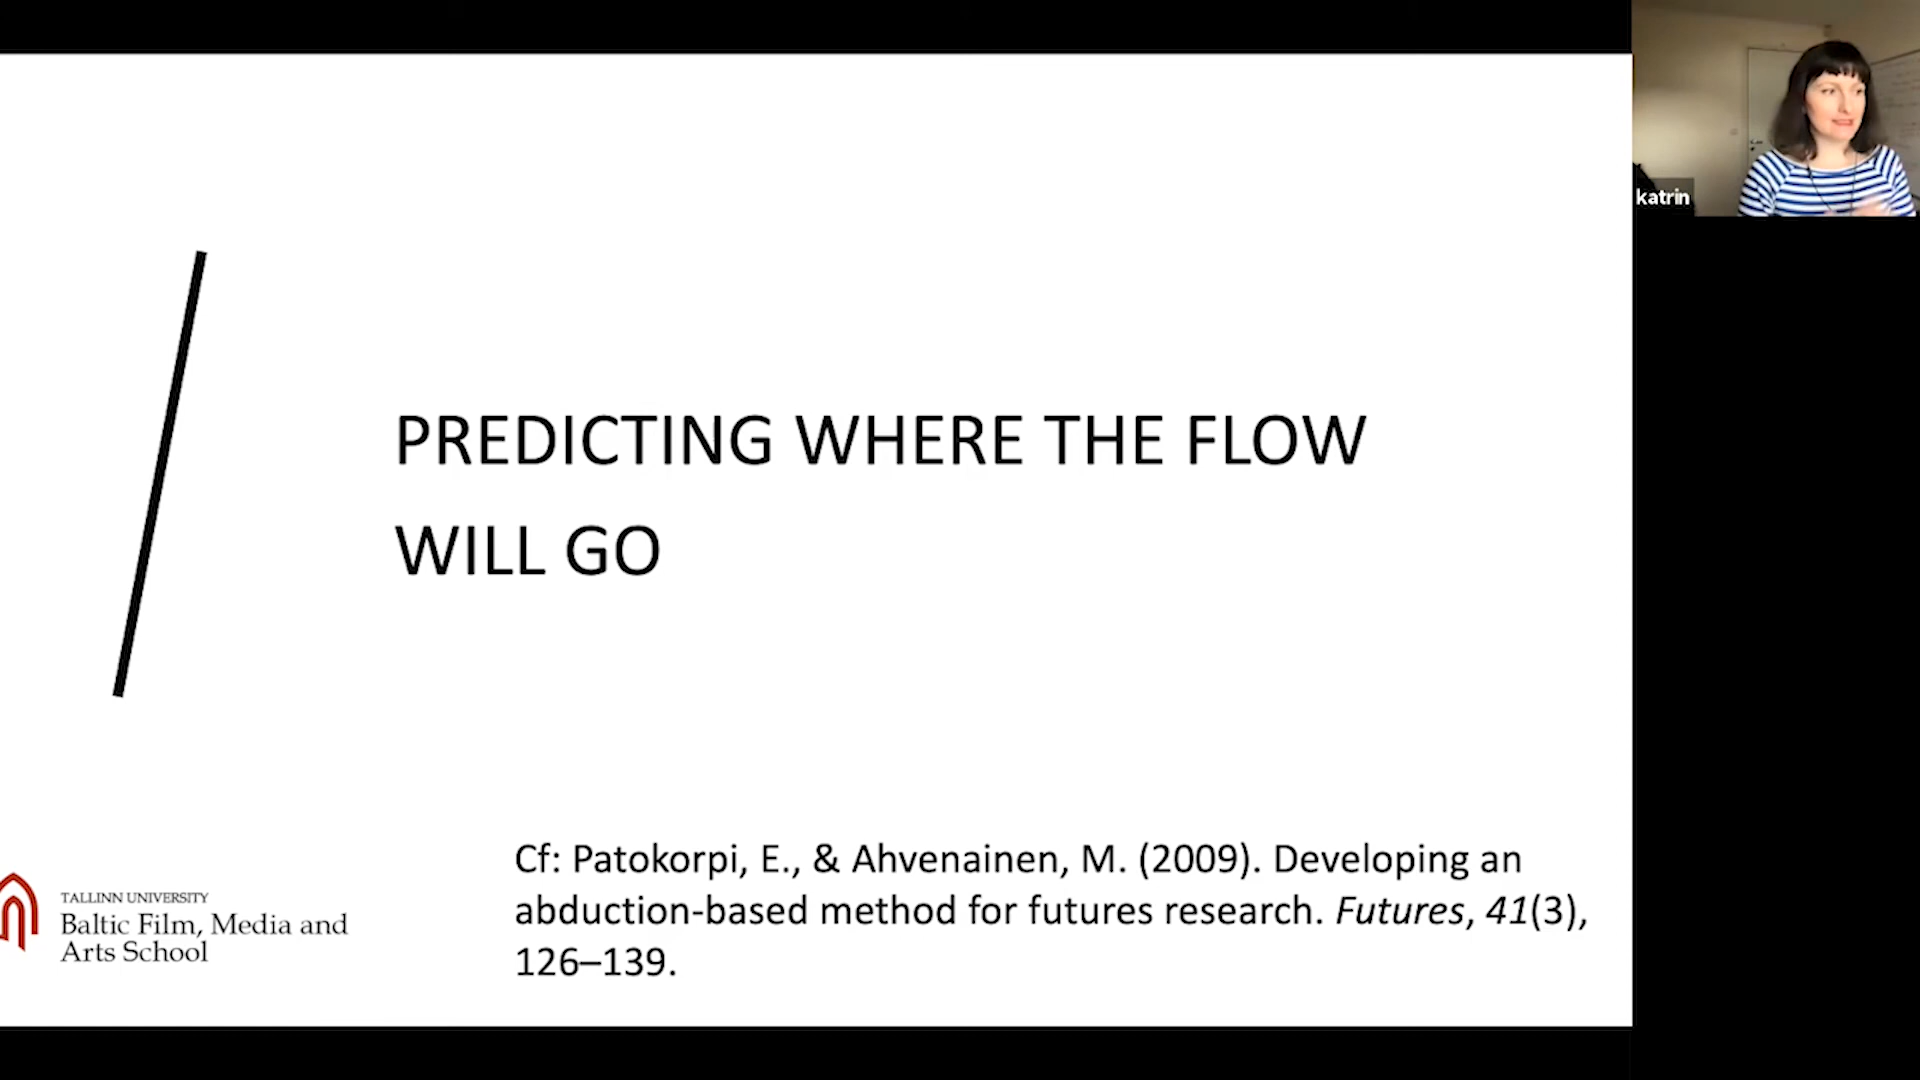 PREDICTING WHERE THE FLOW
WILL GO
Cf: Patokorpi, E., & Ahvenainen, M. (2009). Developing an
abduction-based method for futures research. Futures, 41(3),
126–139.
TALLINN UNIVERSITY
Baltic Film, Media and
Arts School
katrin